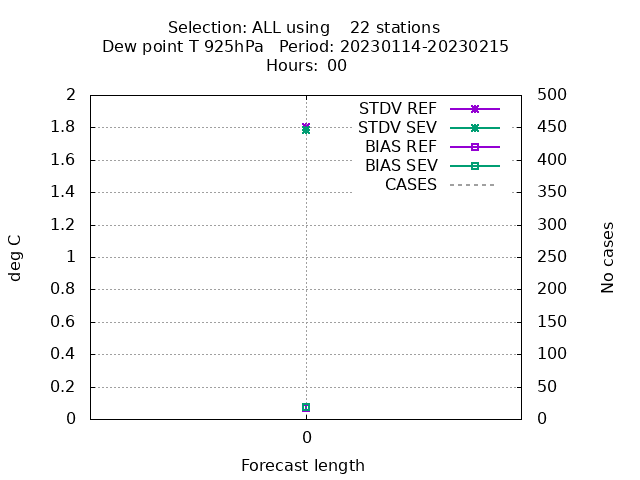 Selection: ALL using    22 stations
Dew point T 925hPa   Period: 20230114-20230215
Hours:  00
2
1.8
1.6
1.4
1.2
1
0.8
0.6
0.4
0.2
0
500
450
400
350
300
250
200
150
100
50
0
STDV REF
STDV SEV
BIAS REF
BIAS SEV
CASES
deg C
No cases
0
Forecast length